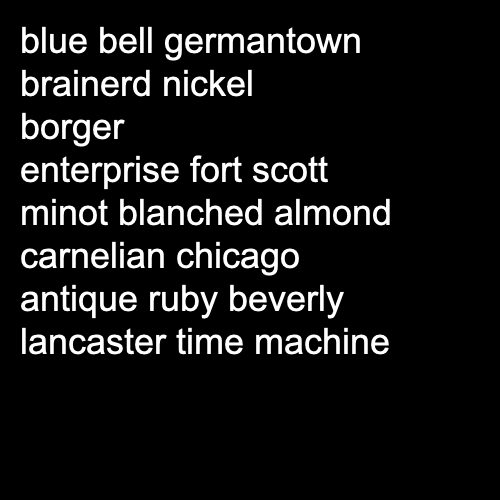 blue bell germantown
brainerd nickel
borger
enterprise fort scott
minot blanched almond
carnelian chicago
antique ruby beverly
lancaster time machine